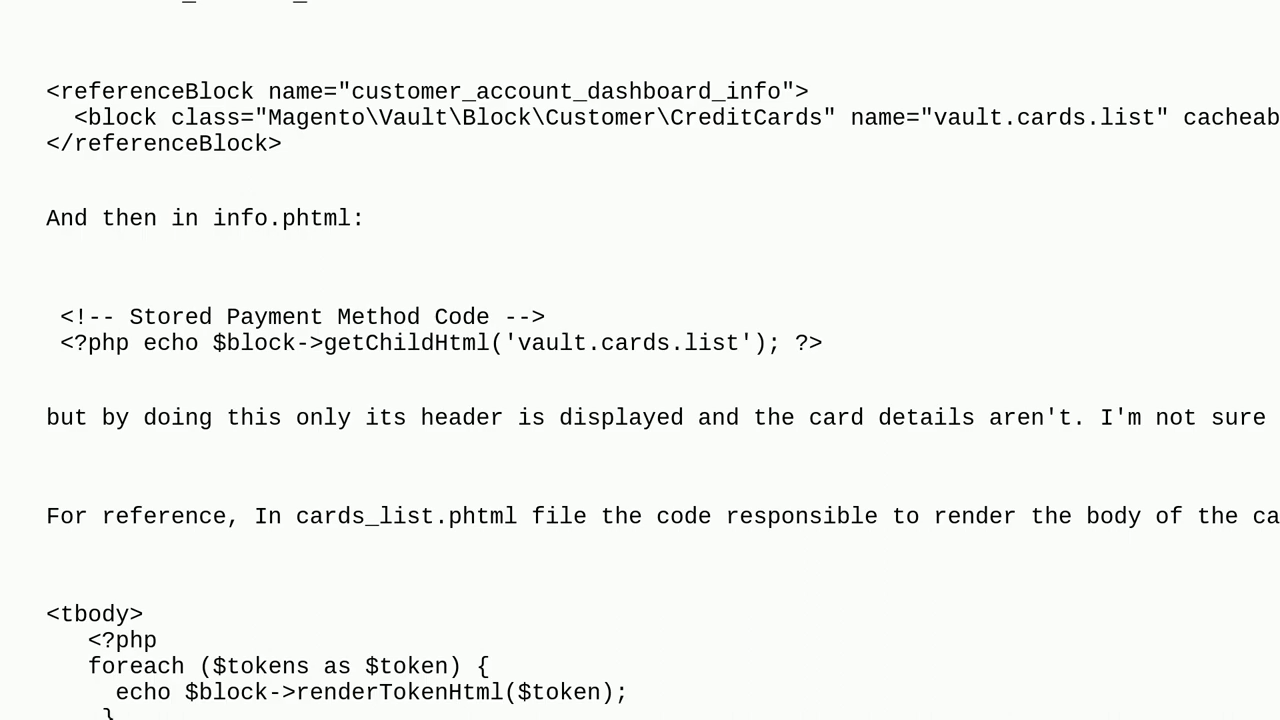 <referenceBlock name="customer_account_dashboard_info">
  <block class="Magento\Vault\Block\Customer\CreditCards" name="vault.cards.list" cacheab
</referenceBlock>
And then in info.phtml:
<!-- Stored Payment Method Code -->
<?php echo $block->getChildHtml('vault.cards.list'); ?>
but by doing this only its header is displayed and the card details aren't. I'm not sure
For reference, In cards_list.phtml file the code responsible to render the body of the ca
<tbody>
   <?php
   foreach ($tokens as $token) {
     echo $block->renderTokenHtml($token);
    }